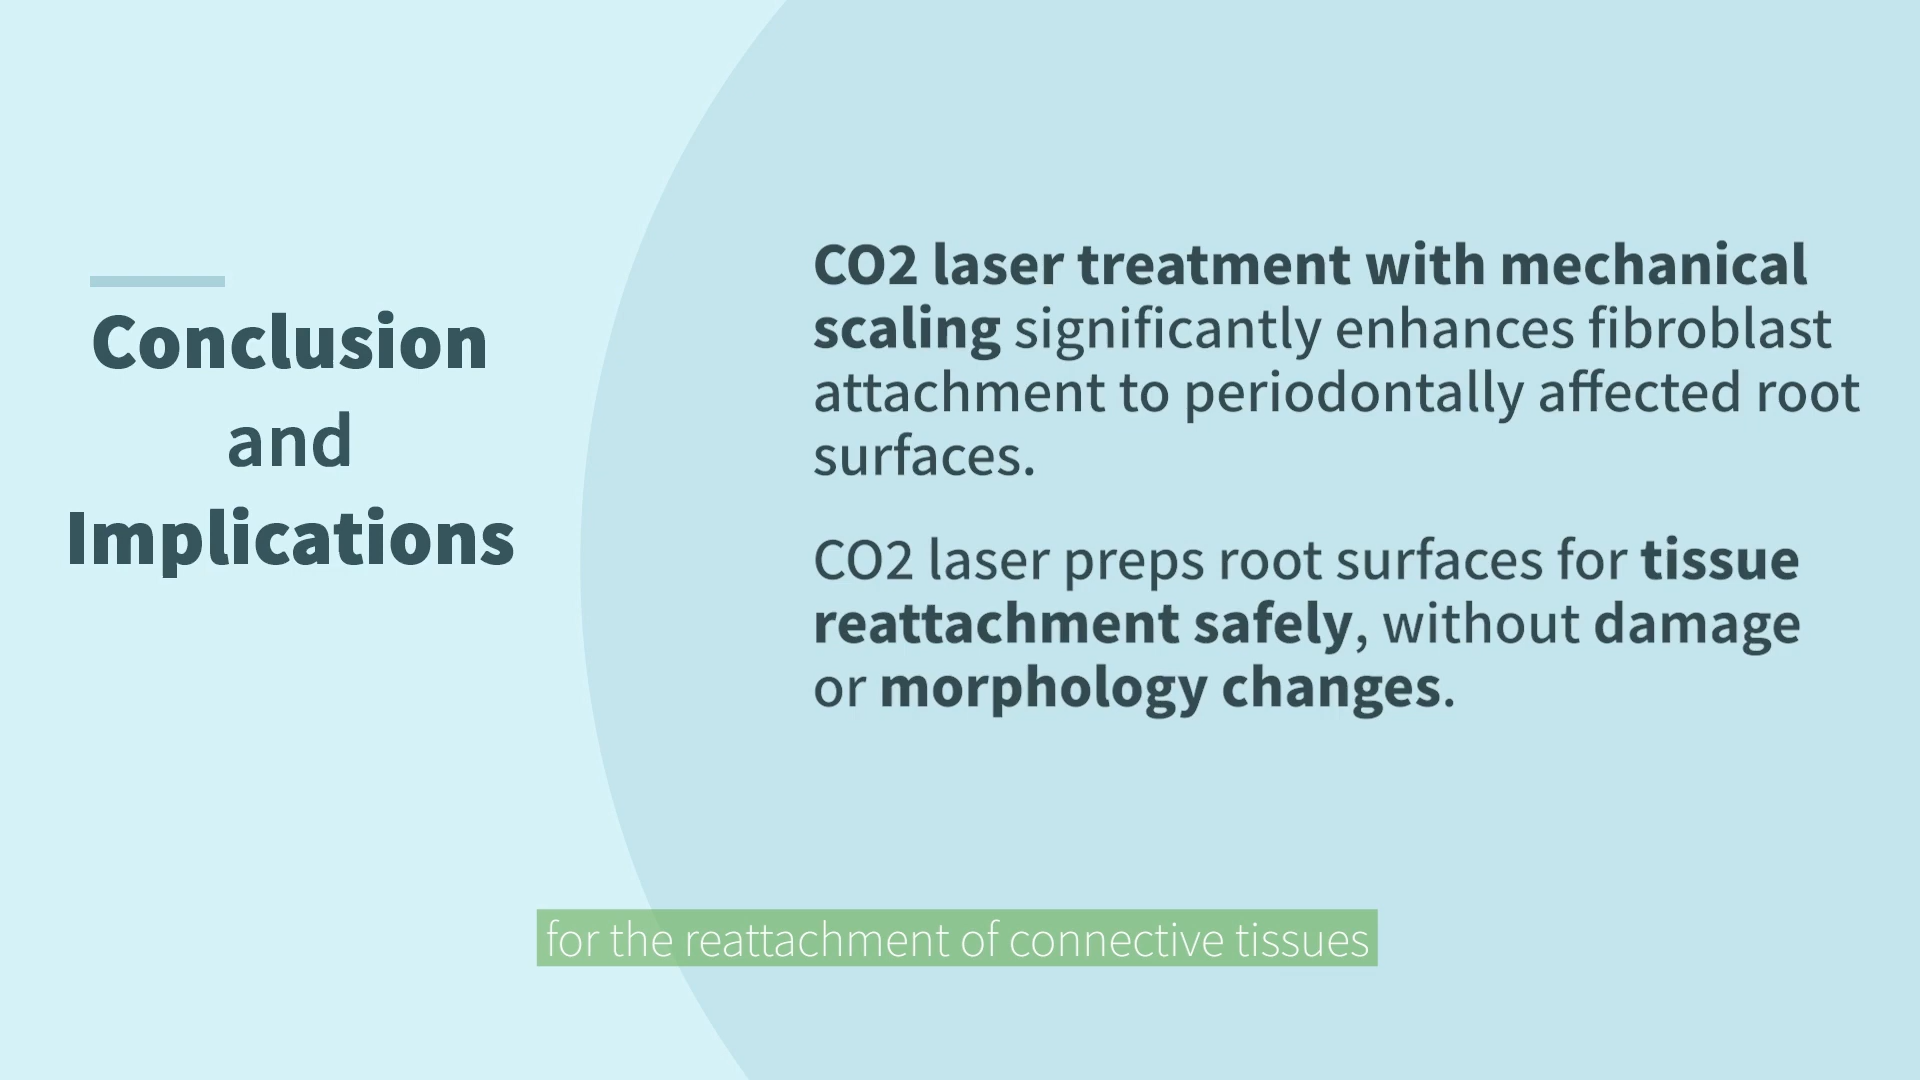 Conclusion
and
Implications
CO2 laser treatment with mechanical
scaling significantly enhances fibroblast
attachment to periodontally affected root
surfaces.
CO2 laser preps root surfaces for tissue
reattachment safely, without damage
or morphology changes.
for the reattachment of connective tissues